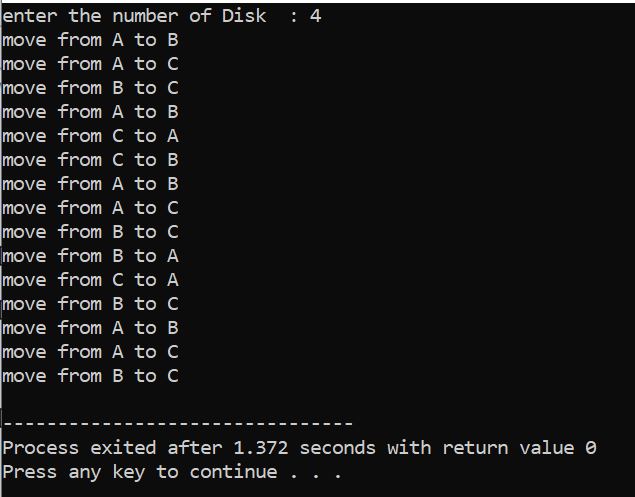 enter the number of Disk  : 4
move from A to B
move from A to C
move from B to C
move from A to B
move from C to A
move from C to B
move from A to B
move from A to C
move from B to C
move from B to A
move from C to A
move from B to C
move from A to B
move from A to C
move from B to C
--------------------------------
Process exited after 1.372 seconds with return value 0
Press any key to continue . . .